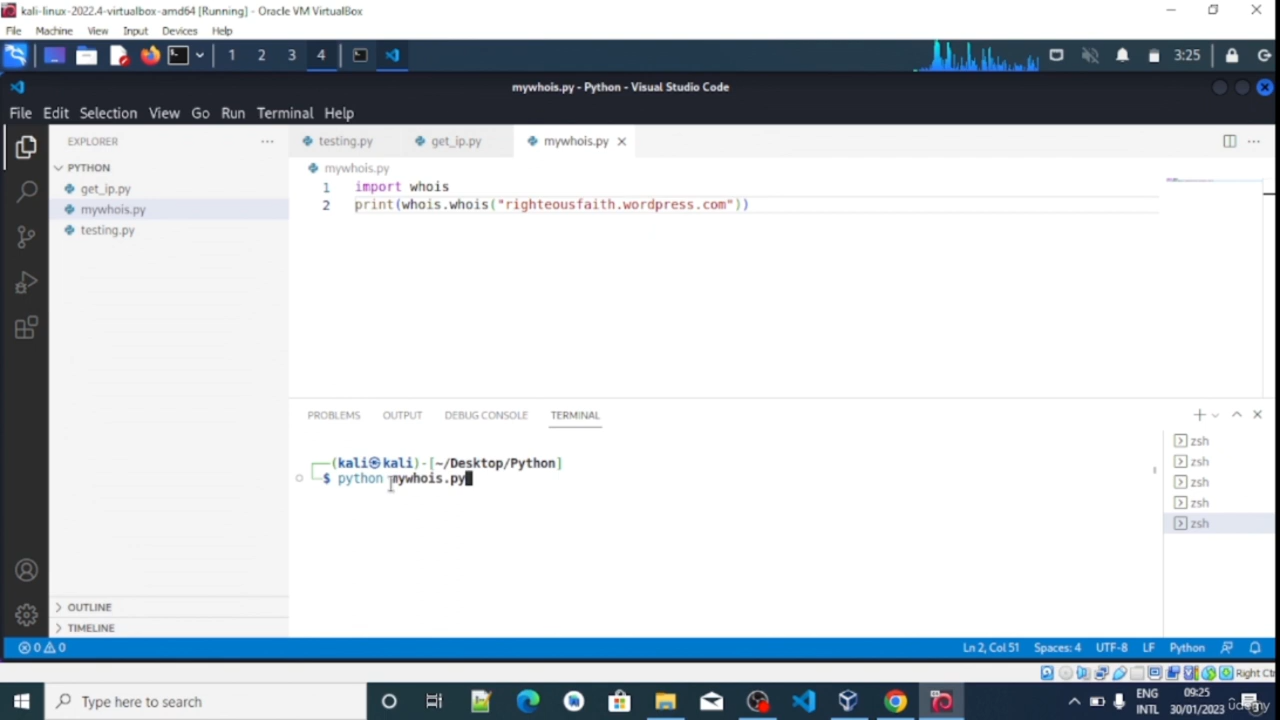 kali-linux-2022.4-virtualbox-amd64 [Running] - Oracle VM VirtualBox
File Machine View Input Devices Help
1 2 3 4 3:25
mywhois.py - Python - Visual Studio Code
File Edit Selection View Go Run Terminal Help
EXPLORER ... testing.py get_ip.py mywhois.py
PYTHON mywhois.py
get_ip.py 1 import whois
mywhois.py 2 print(whois.whois("righteousfaith.wordpress.com"))
testing.py
PROBLEMS OUTPUT DEBUG CONSOLE TERMINAL
zsh
(kali㉿kali)-[~/Desktop/Python] zsh
$ python mywhois.py zsh
zsh
zsh
OUTLINE
TIMELINE
0 0 Ln 2, Col 51 Spaces: 4 UTF-8 LF Python
Right Ct
Type here to search ENG 09:25
INTL 30/01/2023
udemy